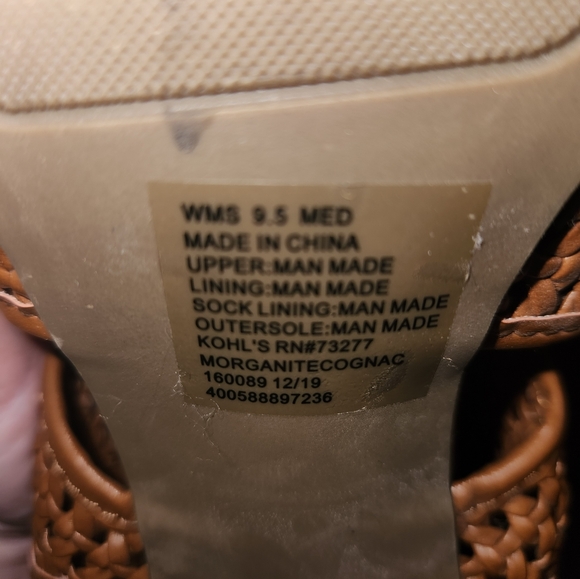 WMS 9.5 MED
MADE IN CHINA
UPPER:MAN MADE
LINING:MAN MADE
SOCK LINING:MAN MADE
OUTERSOLE:MAN MADE
KOHL'S RN#73277
MORGANITECOGNAC
160089 12/19
400588897236